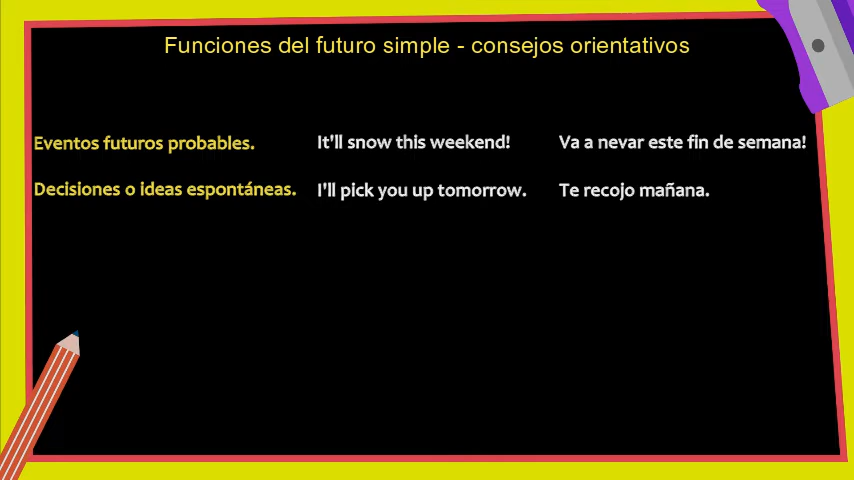 Funciones del futuro simple - consejos orientativos
Eventos futuros probables. It'll snow this weekend! Va a nevar este fin de semana!
Decisiones o ideas espontáneas. I'll pick you up tomorrow. Te recojo mañana.